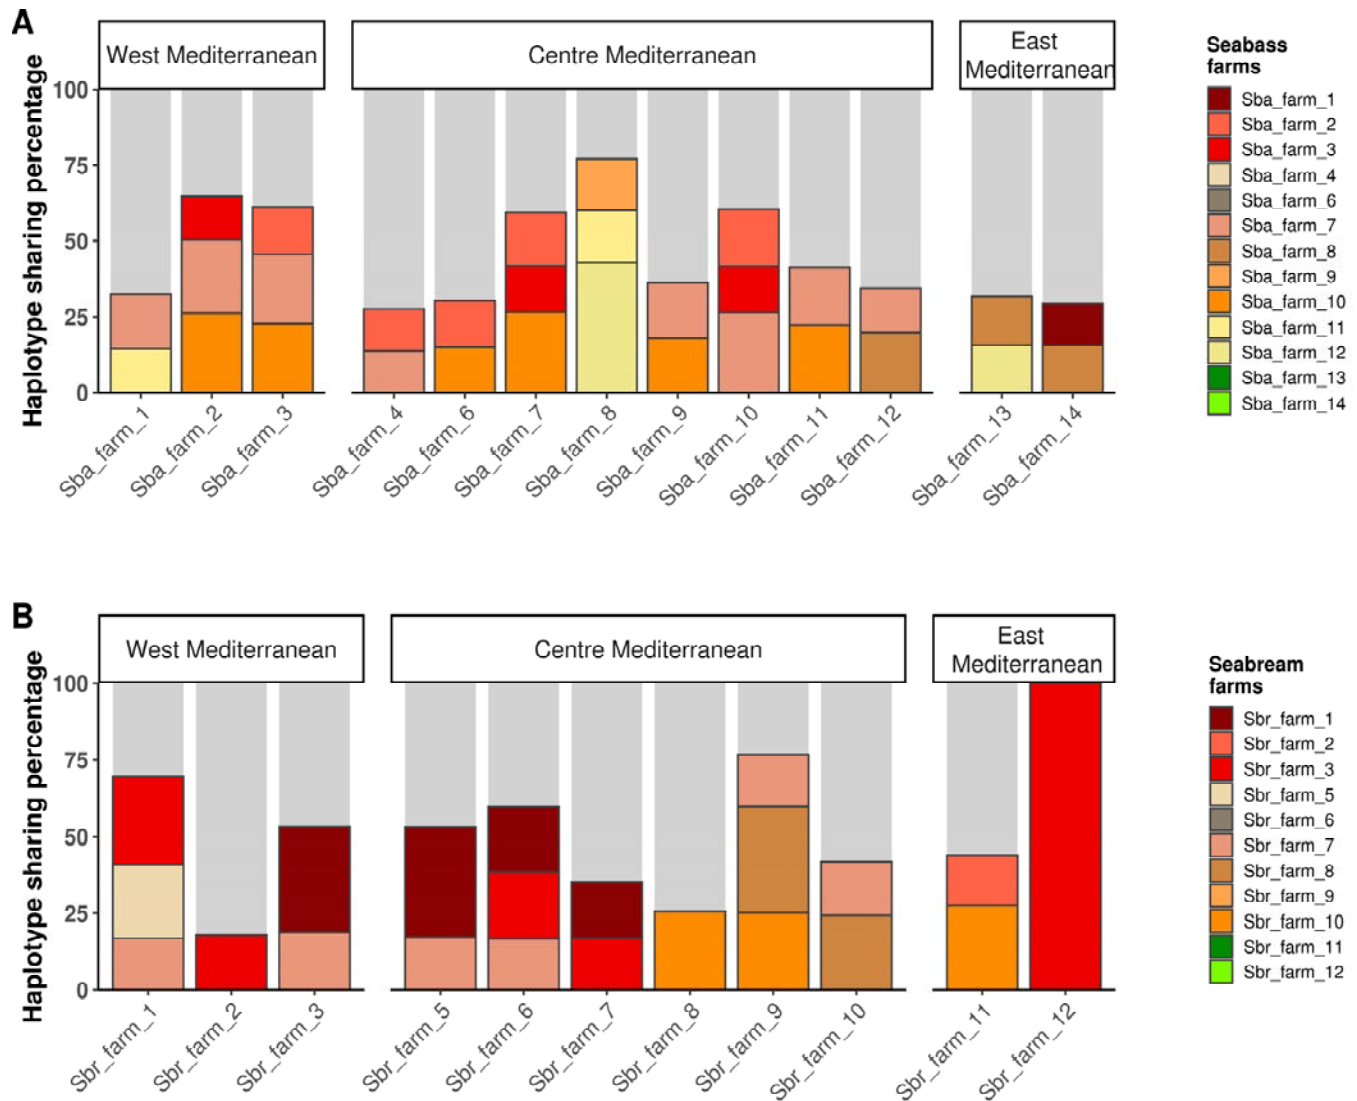 A
West Mediterranean
Centre Mediterranean
East
Mediterranean
Haplotype sharing percentage
100
75
50
25
0
Sba_farm_1
Sba_farm_2
Sba_farm_3
Sba_farm_4
Sba_farm_6
Sba_farm_7
Sba_farm_8
Sba_farm_9
Sba_farm_10
Sba_farm_11
Sba_farm_12
Sba_farm_13
Sba_farm_14
Seabass
farms
Sba_farm_1
Sba_farm_2
Sba_farm_3
Sba_farm_4
Sba_farm_6
Sba_farm_7
Sba_farm_8
Sba_farm_9
Sba_farm_10
Sba_farm_11
Sba_farm_12
Sba_farm_13
Sba_farm_14
B
West Mediterranean
Centre Mediterranean
East
Mediterranean
Haplotype sharing percentage
100
75
50
25
0
Sbr_farm_1
Sbr_farm_2
Sbr_farm_3
Sbr_farm_5
Sbr_farm_6
Sbr_farm_7
Sbr_farm_8
Sbr_farm_9
Sbr_farm_10
Sbr_farm_11
Sbr_farm_12
Seabream
farms
Sbr_farm_1
Sbr_farm_2
Sbr_farm_3
Sbr_farm_5
Sbr_farm_6
Sbr_farm_7
Sbr_farm_8
Sbr_farm_9
Sbr_farm_10
Sbr_farm_11
Sbr_farm_12